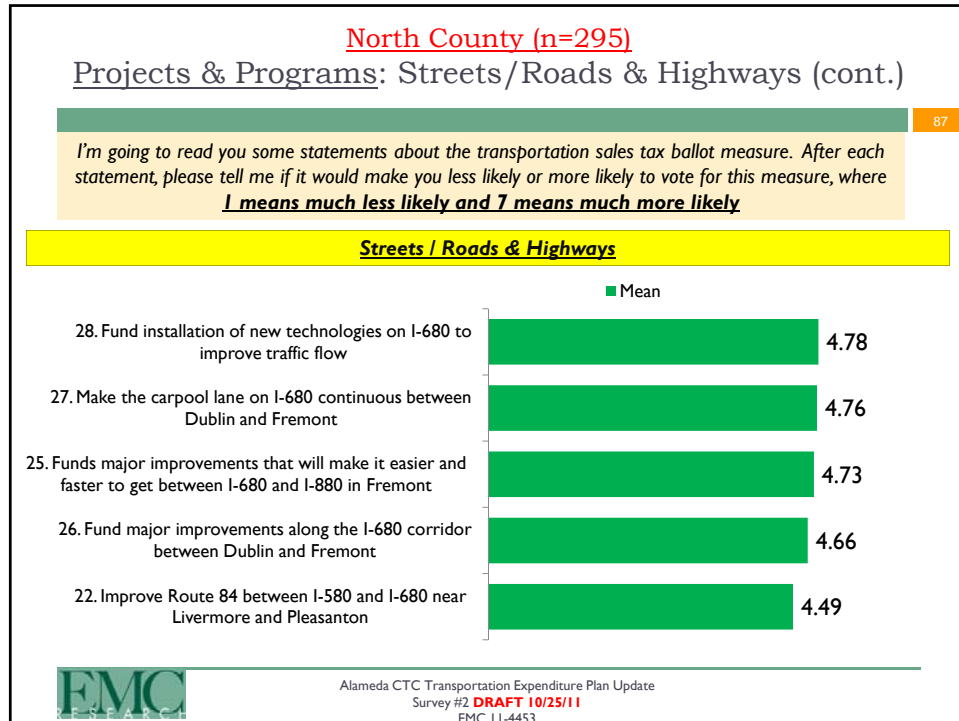 North County (n=295)
Projects & Programs: Streets/Roads & Highways (cont.)
87
I'm going to read you some statements about the transportation sales tax ballot measure. After each
statement, please tell me if it would make you less likely or more likely to vote for this measure, where
1 means much less likely and 7 means much more likely
Streets / Roads & Highways
Mean
28. Fund installation of new technologies on I-680 to
improve traffic flow
4.78
27. Make the carpool lane on I-680 continuous between
Dublin and Fremont
4.76
25. Funds major improvements that will make it easier and
faster to get between I-680 and I-880 in Fremont
4.73
26. Fund major improvements along the I-680 corridor
between Dublin and Fremont
4.66
22. Improve Route 84 between I-580 and I-680 near
Livermore and Pleasanton
4.49
EMC
RESEARCH
Alameda CTC Transportation Expenditure Plan Update
Survey #2 DRAFT 10/25/11
EMC 11-4453